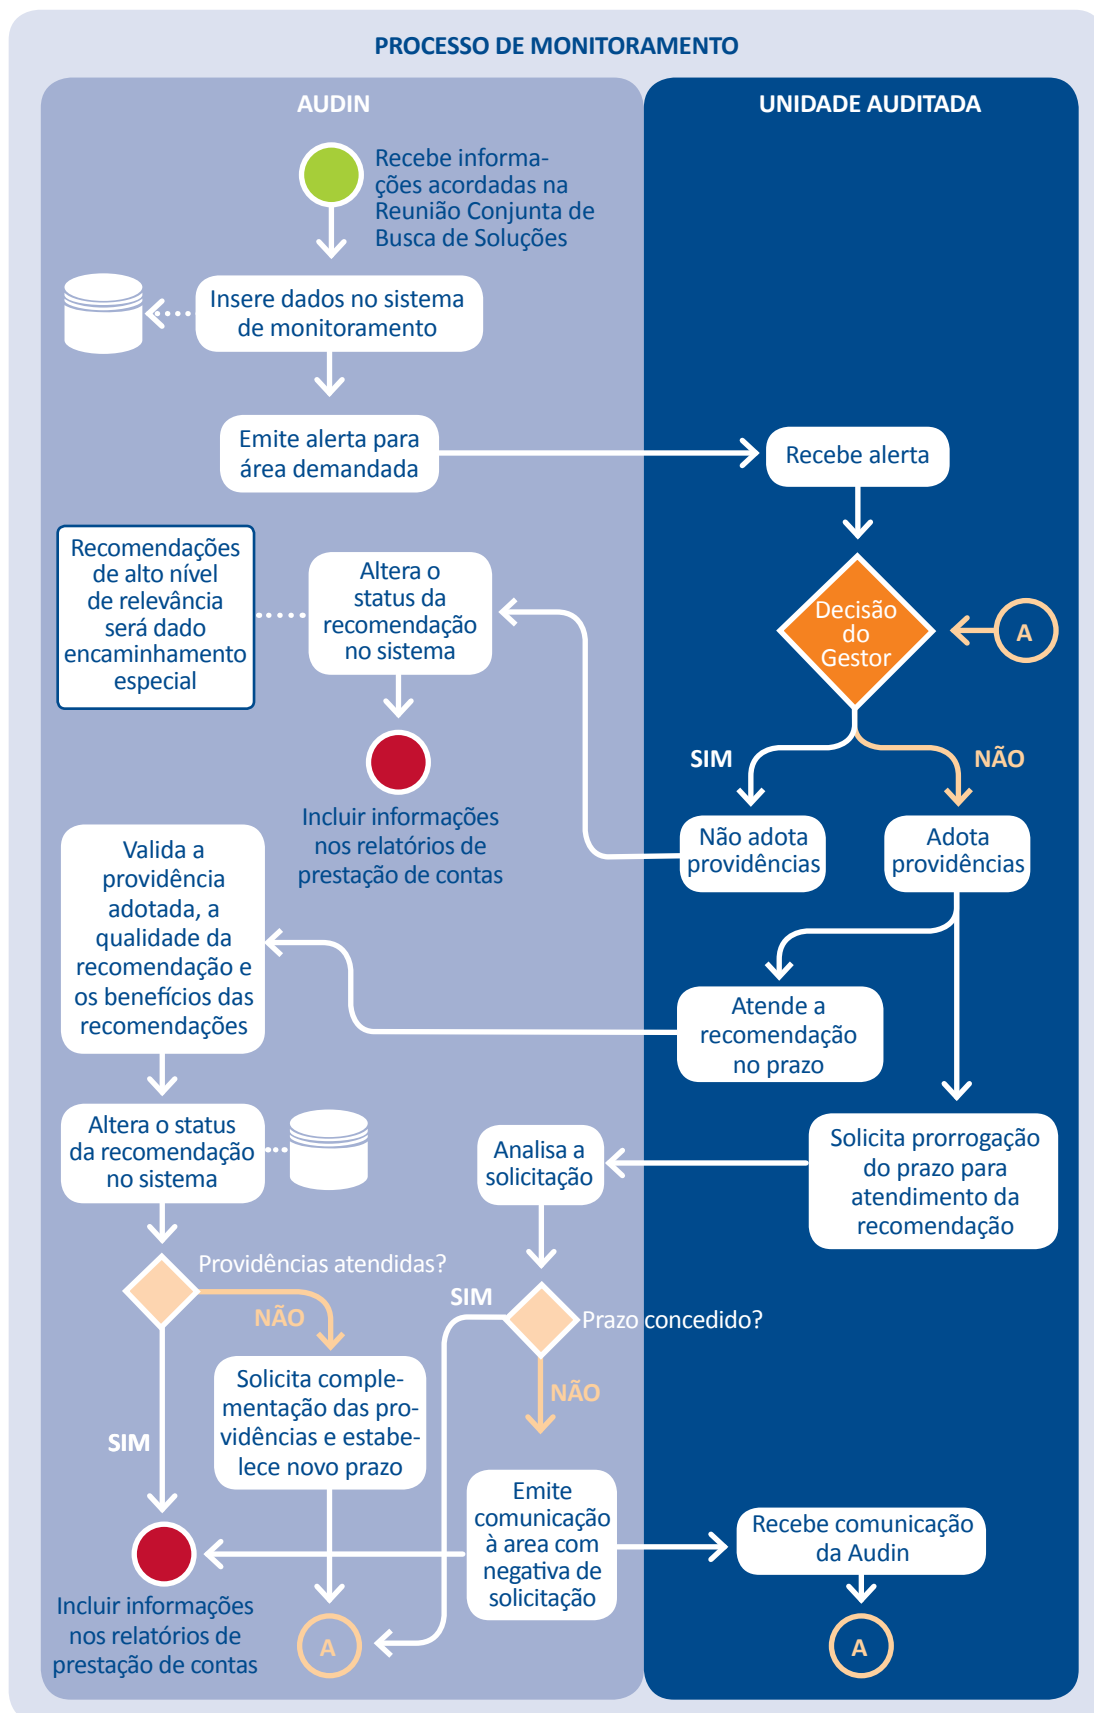 PROCESSO DE MONITORAMENTO
AUDIN
UNIDADE AUDITADA
Recebe informa-
ções acordadas na
Reunião Conjunta de
Busca de Soluções
Insere dados no sistema
de monitoramento
Emite alerta para
área demandada
Recebe alerta
Recomendações
de alto nível
de relevância
será dado
encaminhamento
especial
Altera o
status da
recomendação
no sistema
Decisão
do
Gestor
A
SIM
NÃO
Incluir informações
nos relatórios de
prestação de contas
Não adota
providências
Adota
providências
Valida a
providência
adotada, a
qualidade da
recomendação e
os benefícios das
recomendações
Atende a
recomendação
no prazo
Altera o status
da recomendação
no sistema
Analisa a
solicitação
Solicita prorrogação
do prazo para
atendimento da
recomendação
Providências atendidas?
NÃO
SIM
Prazo concedido?
NÃO
Solicita comple-
mentação das pro-
vidências e estabe-
lece novo prazo
SIM
Emite
comunicação
à area com
negativa de
solicitação
Recebe comunicação
da Audin
Incluir informações
nos relatórios de
prestação de contas
A
A